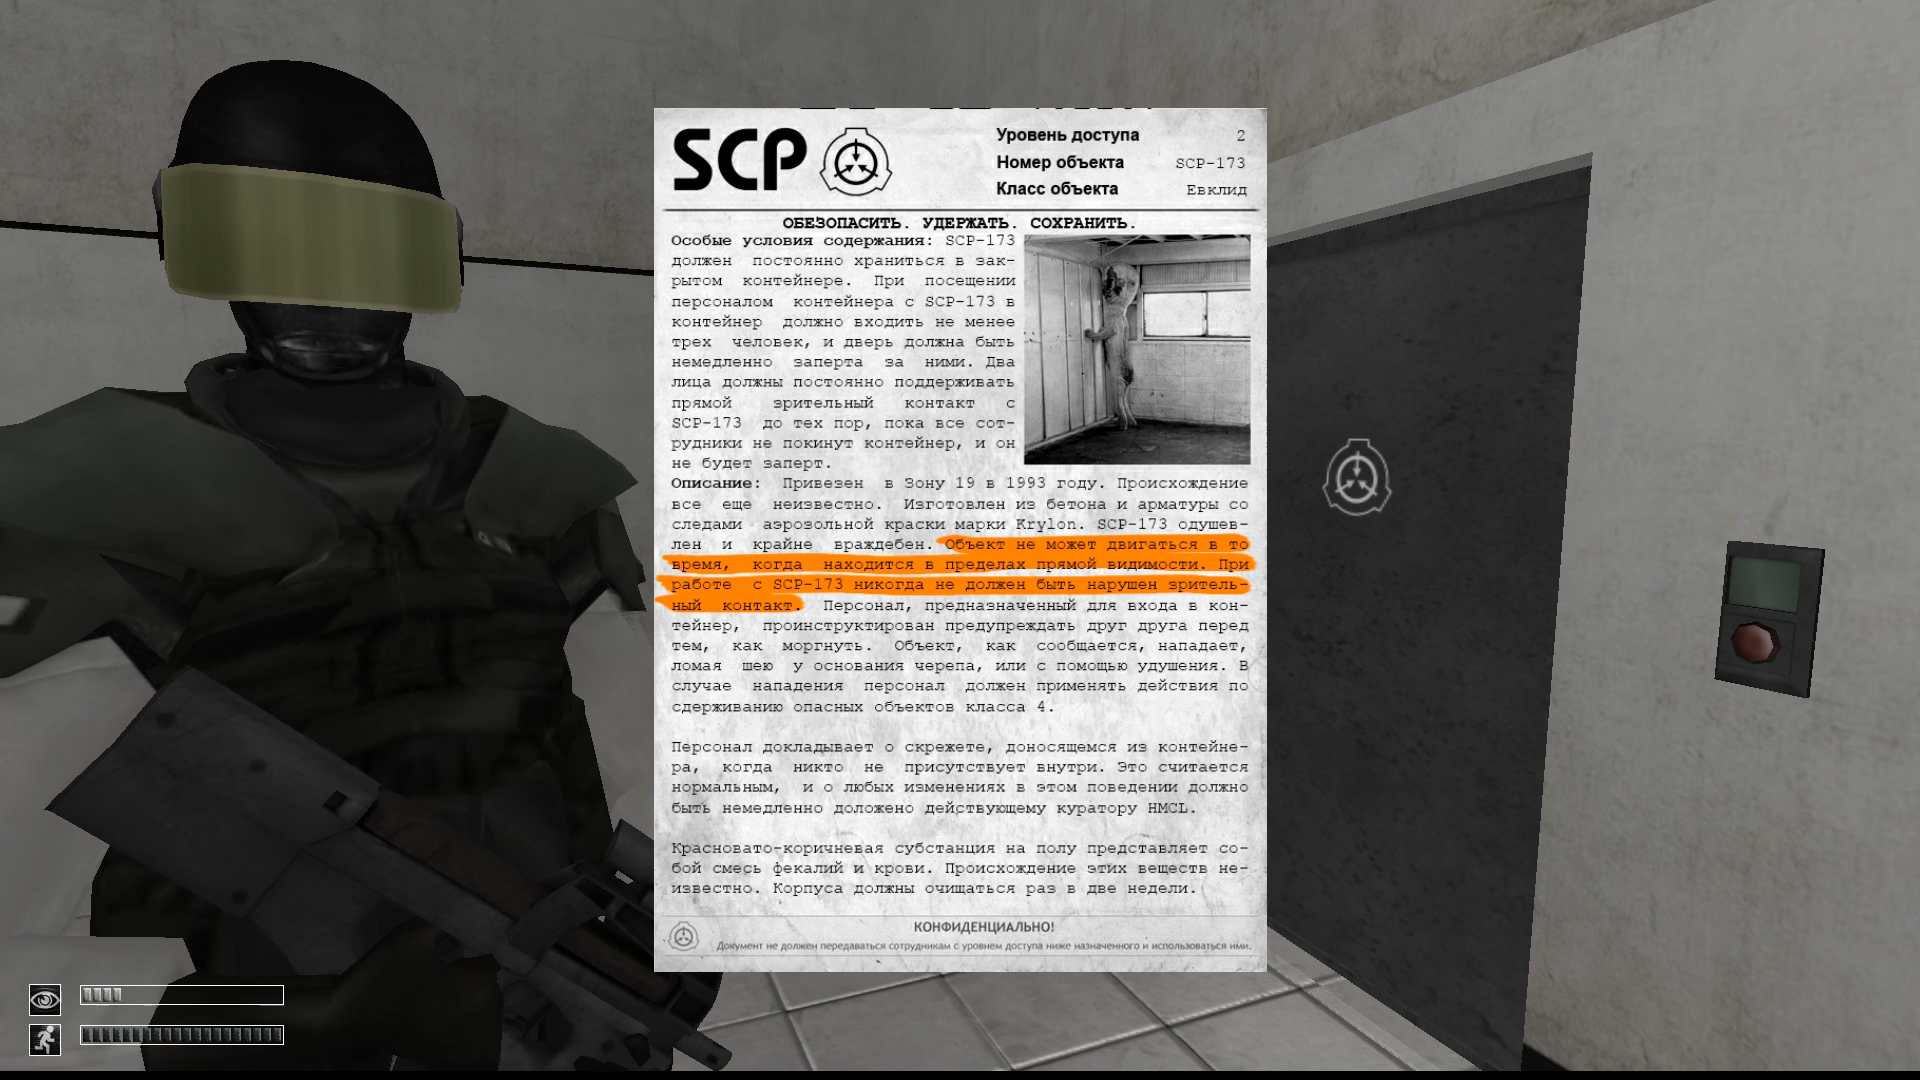 SCP
Уровень доступа 2
Номер объекта SCP-173
Класс объекта Евклид
ОБЕЗОПАСИТЬ. УДЕРЖАТЬ. СОХРАНИТЬ.
Особые условия содержания: SCP-173
должен постоянно храниться в зак-
рытом контейнере. При посещении
персоналом контейнера с SCP-173 в
контейнер должно входить не менее
трех человек, и дверь должна быть
немедленно заперта за ними. Два
лица должны постоянно поддерживать
прямой зрительный контакт с
SCP-173 до тех пор, пока все сот-
рудники не покинут контейнер, и он
не будет заперт.
Описание: Привезен в Зону 19 в 1993 году. Происхождение
все еще неизвестно. Изготовлен из бетона и арматуры со
следами аэрозольной краски марки Krylon. SCP-173 одушев-
лен и крайне враждебен. Объект не может двигаться в то
время, когда находится в пределах прямой видимости. При
работе с SCP-173 никогда не должен быть нарушен зритель-
ный контакт. Персонал, предназначенный для входа в кон-
тейнер, проинструктирован предупреждать друг друга перед
тем, как моргнуть. Объект, как сообщается, нападает,
ломая шею у основания черепа, или с помощью удушения. В
случае нападения персонал должен применять действия по
сдерживанию опасных объектов класса 4.
Персонал докладывает о скрежете, доносящемся из контейне-
ра, когда никто не присутствует внутри. Это считается
нормальным, и о любых изменениях в этом поведении должно
быть немедленно доложено действующему куратору HMCL.
Красновато-коричневая субстанция на полу представляет со-
бой смесь фекалий и крови. Происхождение этих веществ не-
известно. Корпуса должны очищаться раз в две недели.
КОНФИДЕНЦИАЛЬНО!
Документ не должен передаваться сотрудникам с уровнем доступа ниже назначенного и использоваться ими.